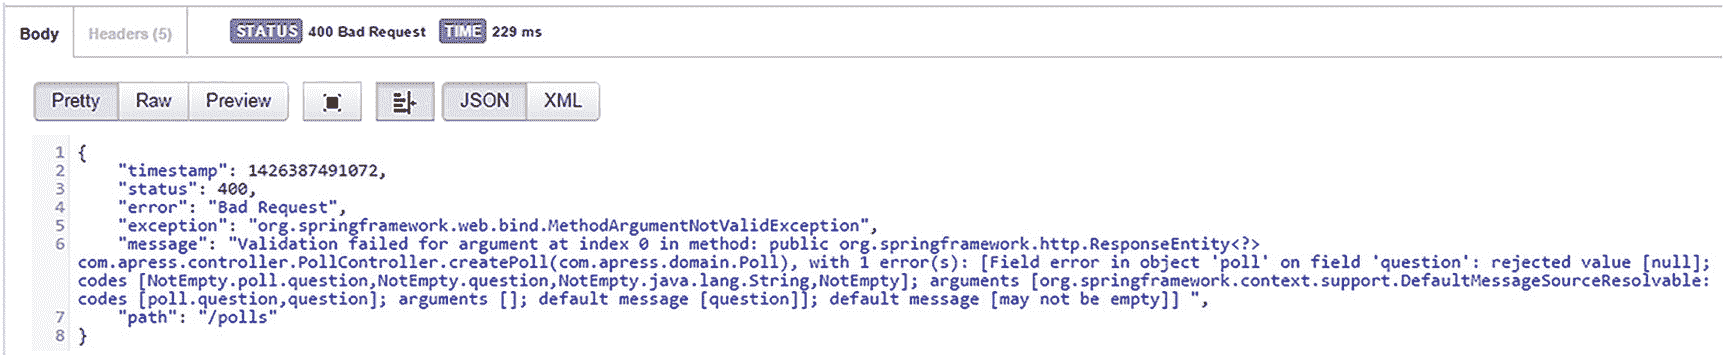 Body Headers (5) STATUS 400 Bad Request TIME 229 ms
Pretty Raw Preview JSON XML
1 {
2 "timestamp": 1426387491072,
3 "status": 400,
4 "error": "Bad Request",
5 "exception": "org.springframework.web.bind.MethodArgumentNotValidException",
6 "message": "Validation failed for argument at index 0 in method: public org.springframework.http.ResponseEntity<?>
com.apress.controller.PollController.createPoll(com.apress.domain.Poll), with 1 error(s): [Field error in object 'poll' on field 'question': rejected value [null];
codes [NotEmpty.poll.question,NotEmpty.question,NotEmpty.java.lang.String,NotEmpty]; arguments [org.springframework.context.support.DefaultMessageSourceResolvable:
codes [poll.question,question]; arguments []; default message [question]]; default message [may not be empty]] ",
7 "path": "/polls"
8 }